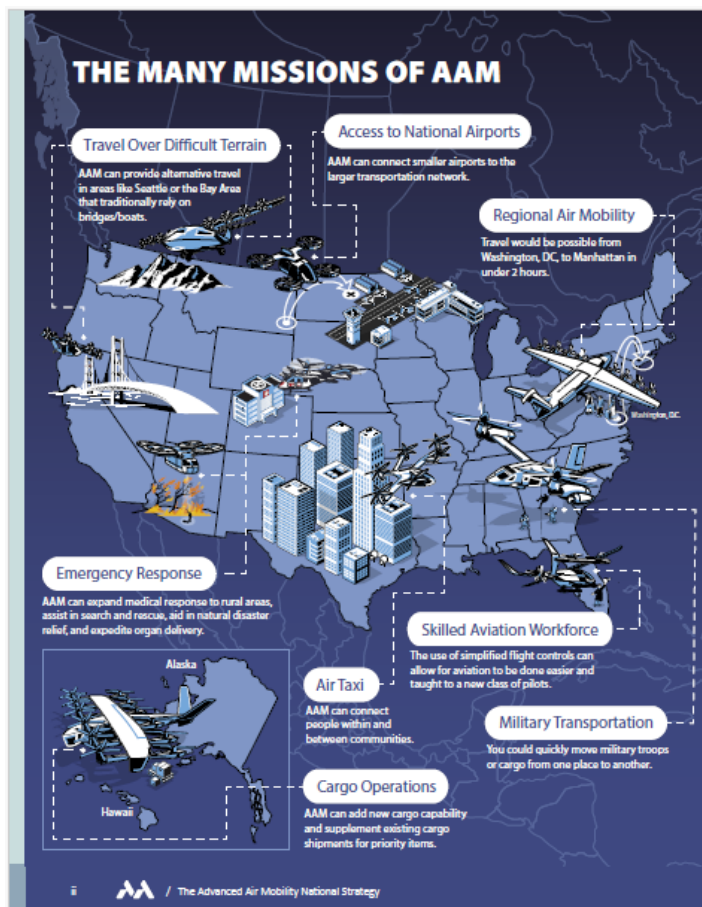 THE MANY MISSIONS OF AAM
Travel Over Difficult Terrain
AAM can provide alternative travel
in areas like Seattle or the Bay Area
that traditionally rely on
bridges/boats.
Access to National Airports
AAM can connect smaller airports to the
larger transportation network.
Regional Air Mobility
Travel would be possible from
Washington, DC, to Manhattan in
under 2 hours.
Washington, D.C.
Emergency Response
AAM can expand medical response to rural areas,
assist in search and rescue, aid in natural disaster
relief, and expedite organ delivery.
Skilled Aviation Workforce
The use of simplified flight controls can
allow for aviation to be done easier and
taught to a new class of pilots.
Air Taxi
AAM can connect
people within and
between communities.
Military Transportation
You could quickly move military troops
or cargo from one place to another.
Alaska
Hawaii
Cargo Operations
AAM can add new cargo capability
and supplement existing cargo
shipments for priority items.
ii
/ The Advanced Air Mobility National Strategy